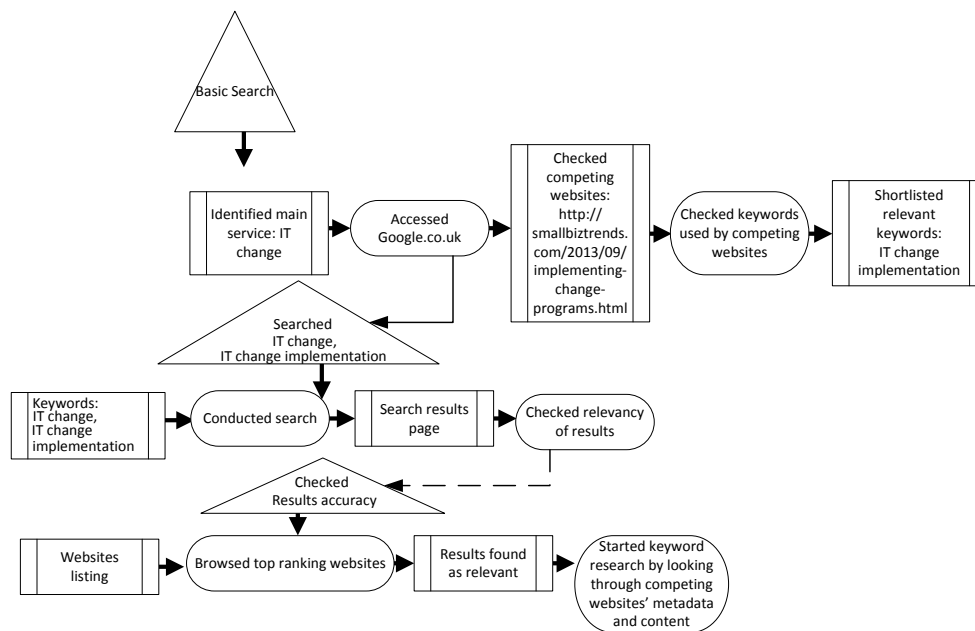 Basic Search
Identified main
service: IT
change
Accessed
Google.co.uk
Checked
competing
websites:
http://
smallbiztrends.
com/2013/09/
implementing-
change-
programs.html
Checked keywords
used by competing
websites
Shortlisted
relevant
keywords:
IT change
implementation
Searched
IT change,
IT change implementation
Keywords:
IT change,
IT change
implementation
Conducted search
Search results
page
Checked relevancy
of results
Checked
Results accuracy
Websites
listing
Browsed top ranking websites
Results found
as relevant
Started keyword
research by looking
through competing
websites’ metadata
and content